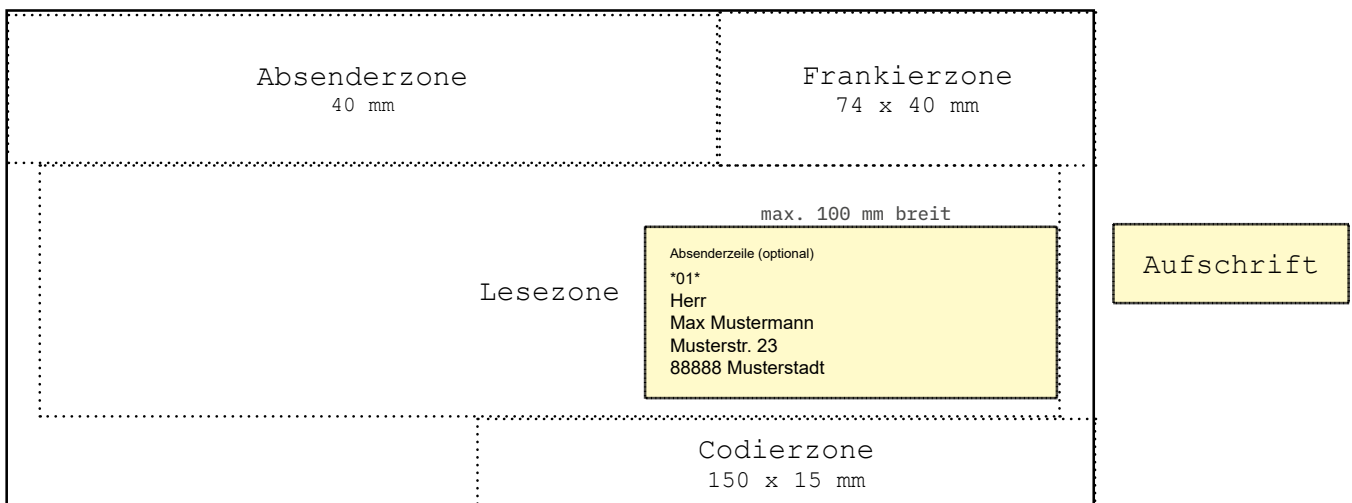 Absenderzone
40 mm
Frankierzone
74 x 40 mm
max. 100 mm breit
Absenderzeile (optional)
*01*
Herr
Max Mustermann
Musterstr. 23
88888 Musterstadt
Lesezone
Aufschrift
Codierzone
150 x 15 mm